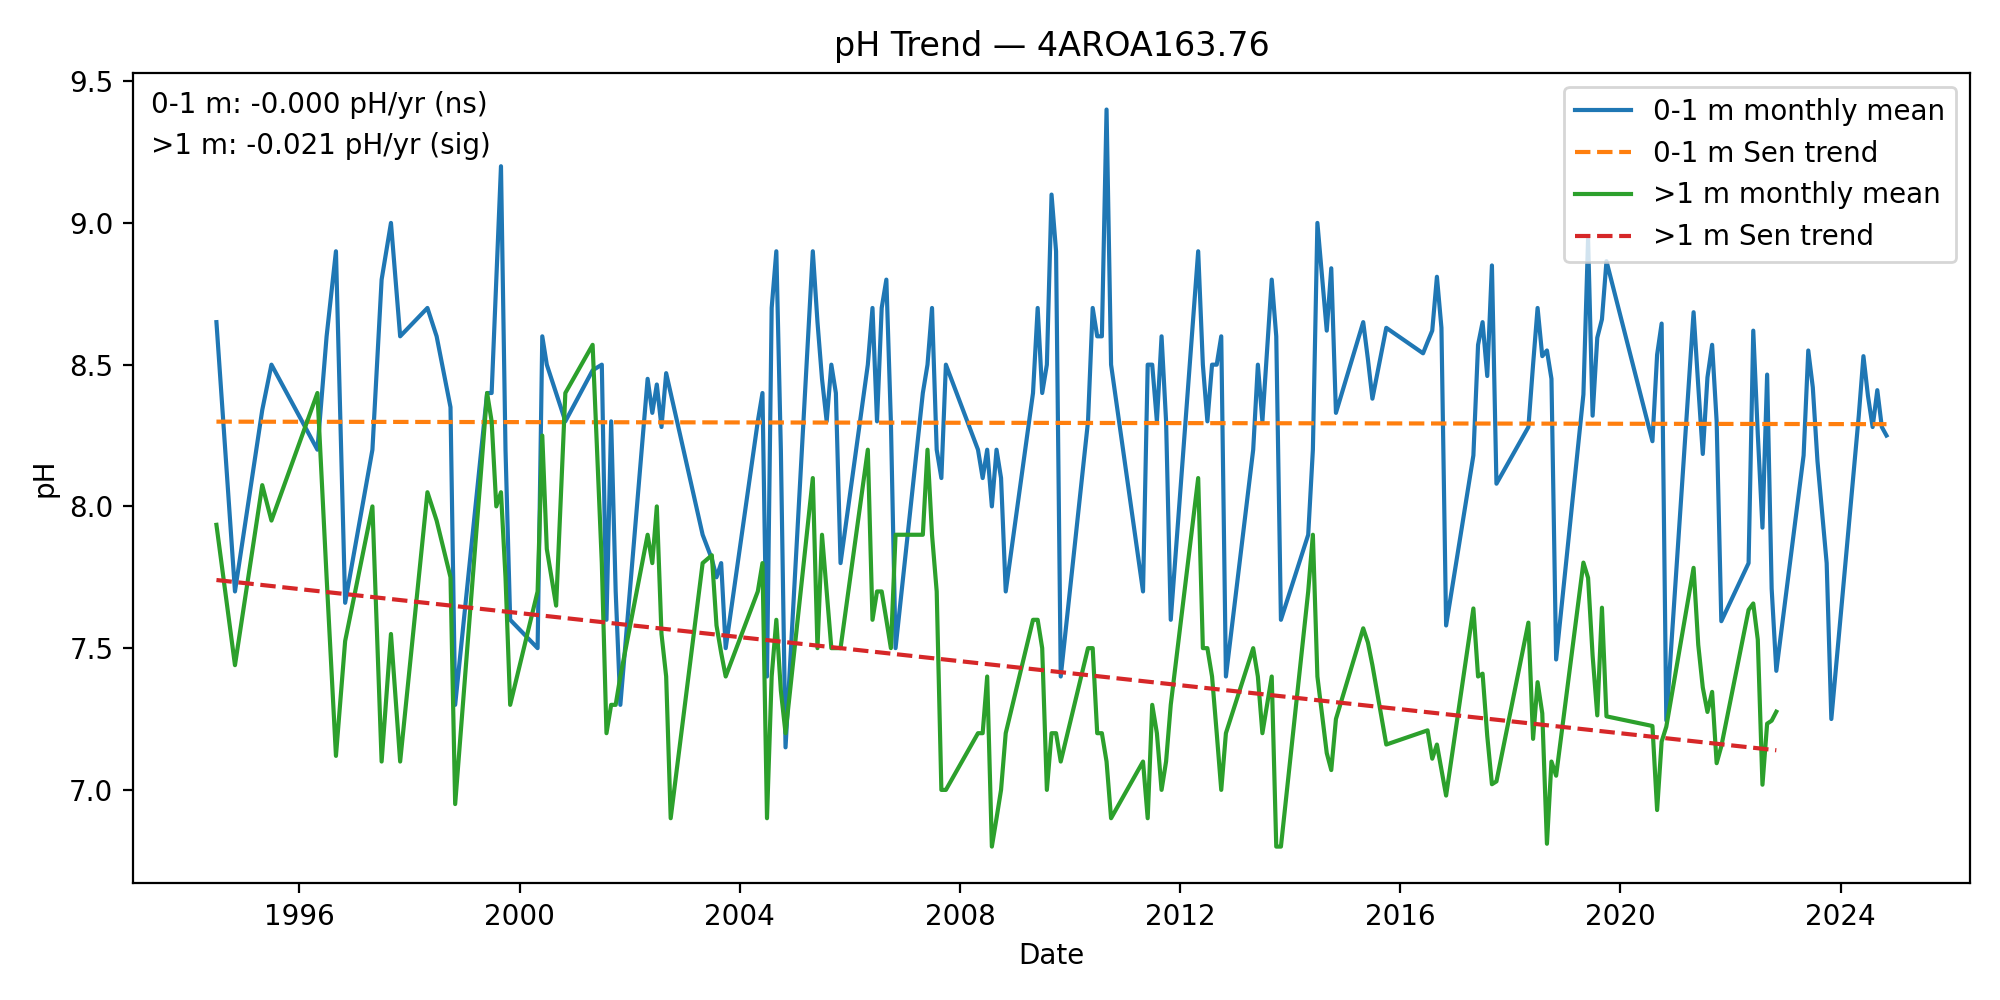 pH Trend — 4AROA163.76
0-1 m: -0.000 pH/yr (ns)
>1 m: -0.021 pH/yr (sig)
0-1 m monthly mean
0-1 m Sen trend
>1 m monthly mean
>1 m Sen trend
9.5
9.0
8.5
8.0
7.5
7.0
pH
1996
2000
2004
2008
2012
2016
2020
2024
Date